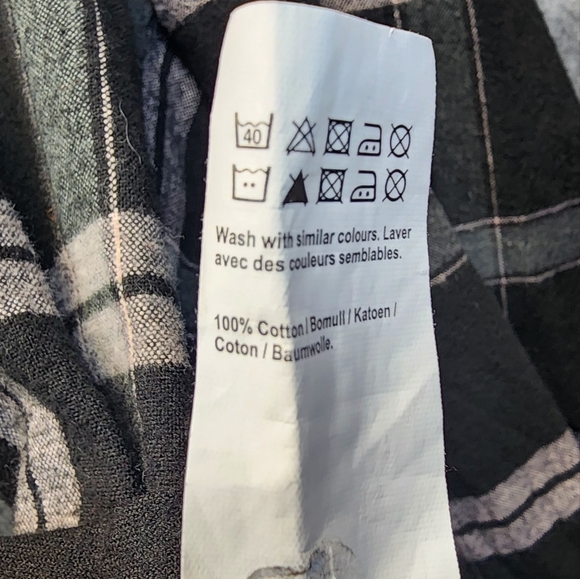 40
Wash with similar colours. Laver
avec des couleurs semblables.
100% Cotton / Bomull / Katoen /
Coton / Baumwolle.